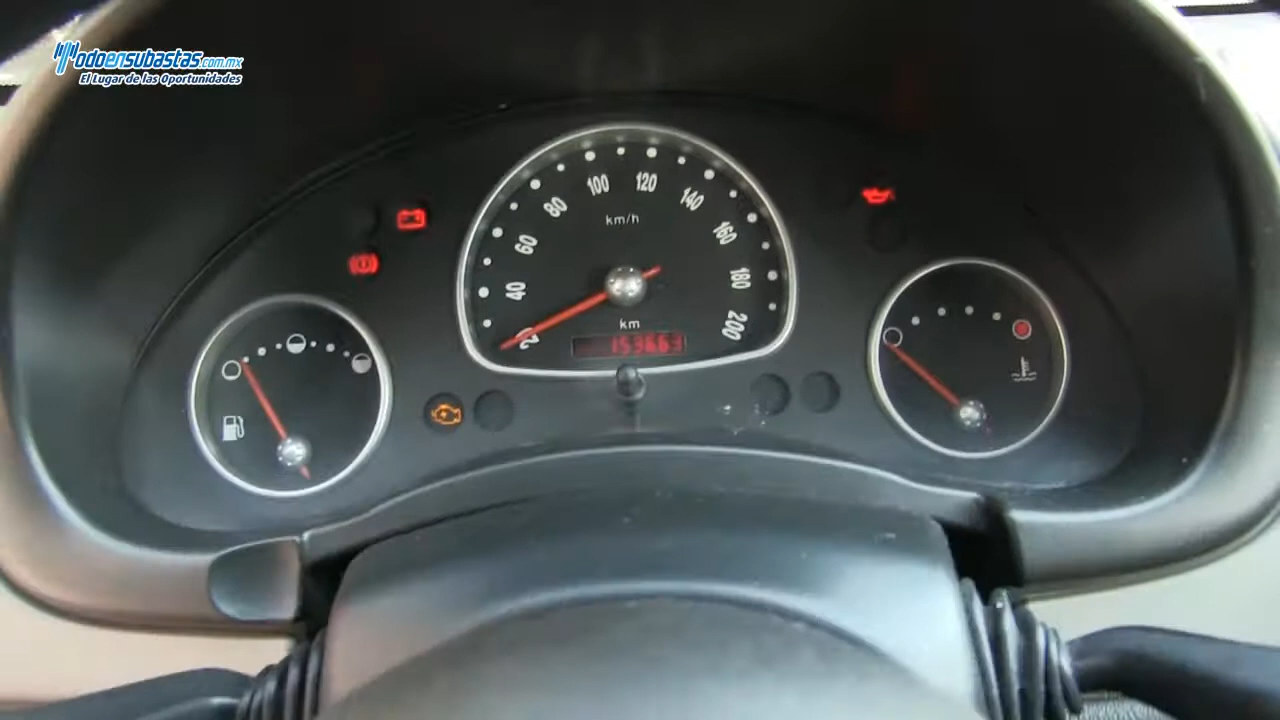 todoensubastas.com.mx
El Lugar de las Oportunidades
20
40
60
80
100
120
140
160
180
200
km/h
km
153663